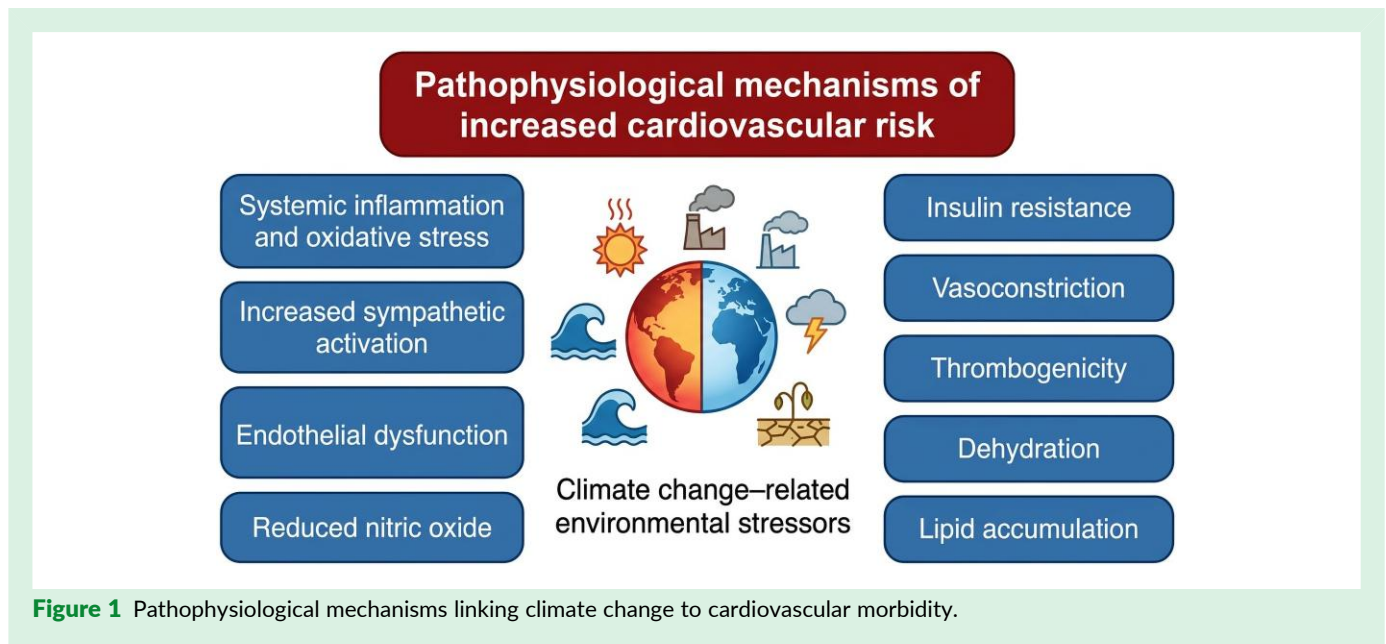 Pathophysiological mechanisms of
increased cardiovascular risk
Systemic inflammation
and oxidative stress
Increased sympathetic
activation
Endothelial dysfunction
Reduced nitric oxide
Climate change–related
environmental stressors
Insulin resistance
Vasoconstriction
Thrombogenicity
Dehydration
Lipid accumulation
Figure 1 Pathophysiological mechanisms linking climate change to cardiovascular morbidity.